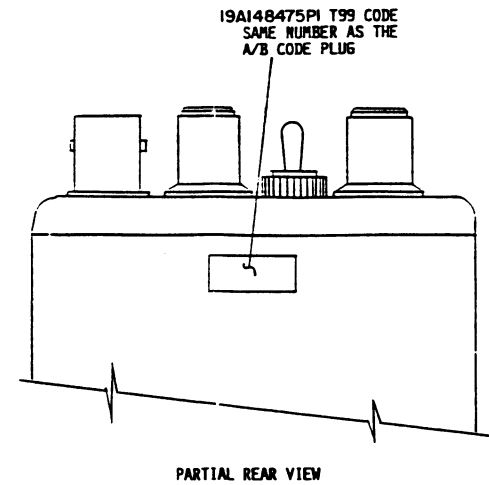 19A148475P1 T99 CODE
SAME NUMBER AS THE
A/B CODE PLUG
PARTIAL REAR VIEW